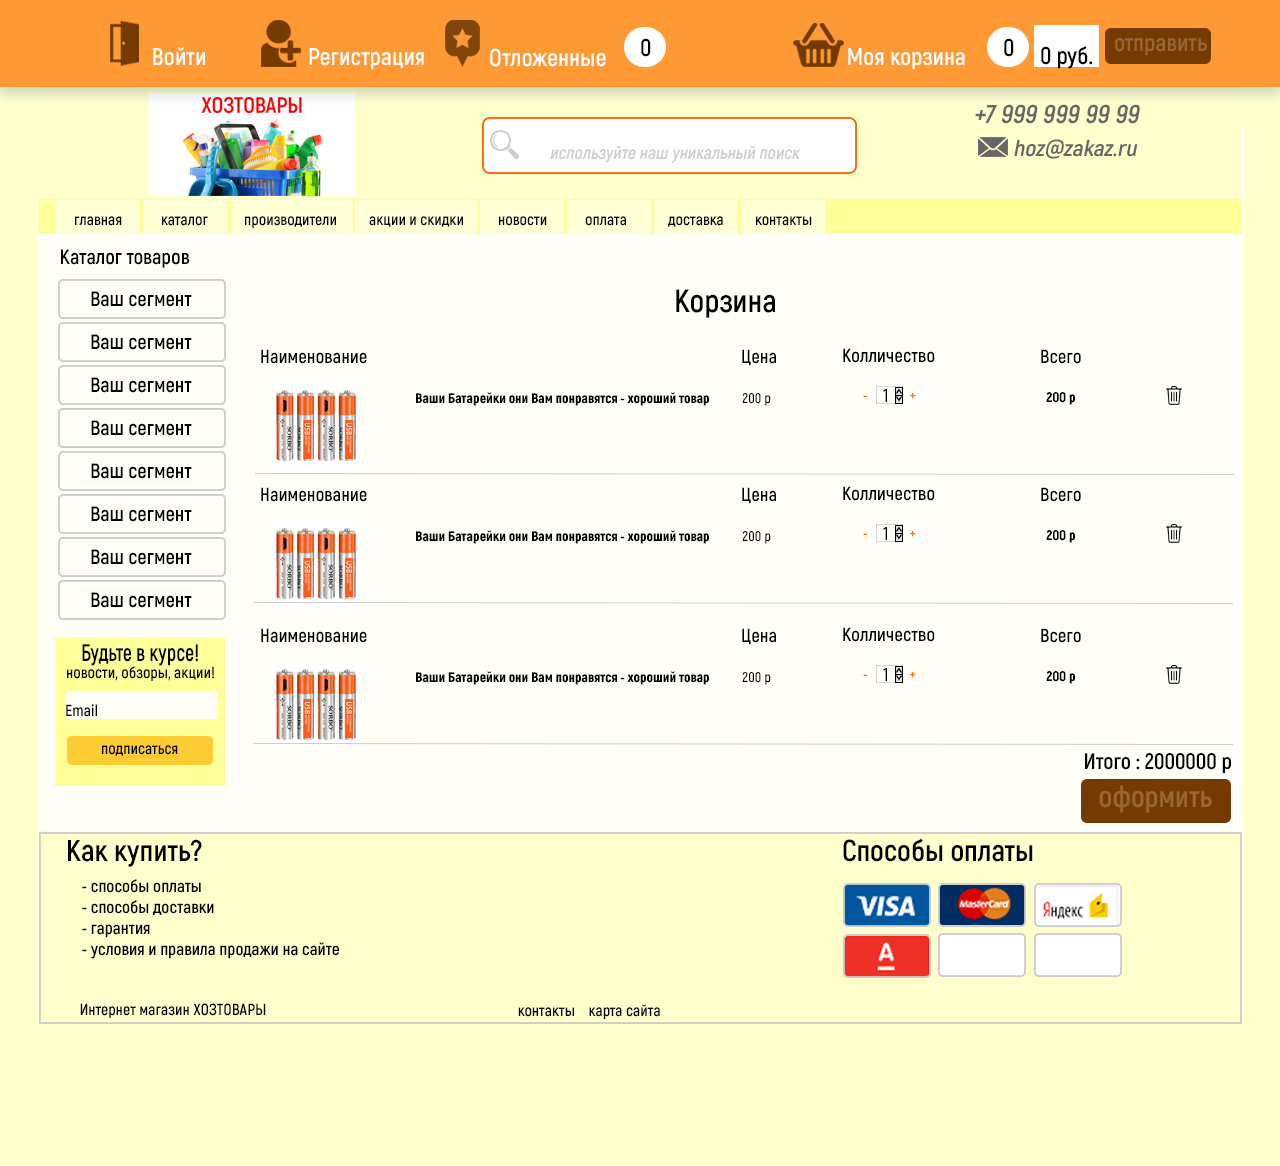 Войти
Регистрация
Отложенные
0
Моя корзина
0
0 руб.
отправить
ХОЗТОВАРЫ
используйте наш уникальный поиск
+7 999 999 99 99
hoz@zakaz.ru
главная
каталог
производители
акции и скидки
новости
оплата
доставка
контакты
Каталог товаров
Ваш сегмент
Ваш сегмент
Ваш сегмент
Ваш сегмент
Ваш сегмент
Ваш сегмент
Ваш сегмент
Ваш сегмент
Будьте в курсе!
новости, обзоры, акции!
Email
подписаться
Корзина
Наименование Цена Колличество Всего
Ваши Батарейки они Вам понравятся - хороший товар 200 р - 1 + 200 р
Наименование Цена Колличество Всего
Ваши Батарейки они Вам понравятся - хороший товар 200 р - 1 + 200 р
Наименование Цена Колличество Всего
Ваши Батарейки они Вам понравятся - хороший товар 200 р - 1 + 200 р
Итого : 2000000 р
оформить
Как купить?
- способы оплаты
- способы доставки
- гарантия
- условия и правила продажи на сайте
Способы оплаты
VISA
MasterCard
Яндекс
А
Интернет магазин ХОЗТОВАРЫ
контакты карта сайта